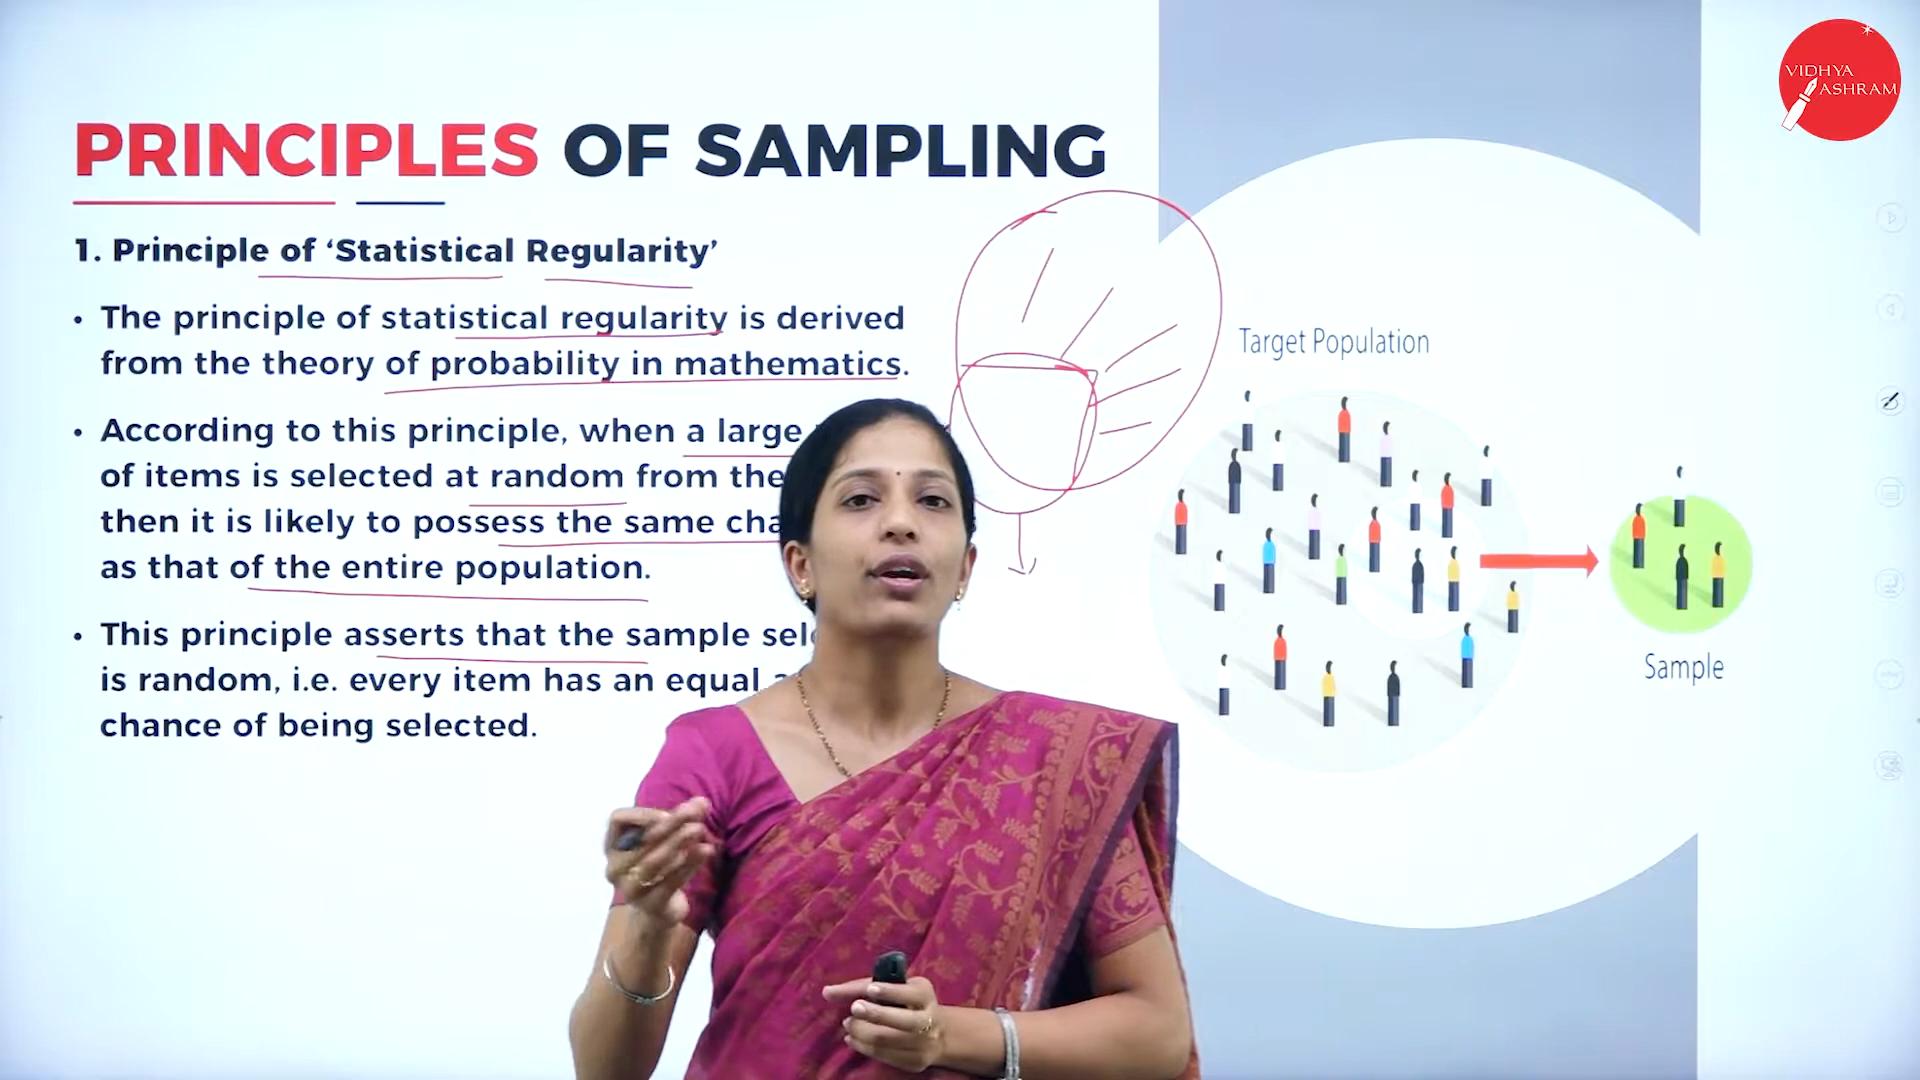 VIDHYA
ASHRAM
PRINCIPLES OF SAMPLING
1. Principle of ‘Statistical Regularity’
• The principle of statistical regularity is derived
from the theory of probability in mathematics.
• According to this principle, when a large
of items is selected at random from the
then it is likely to possess the same
as that of the entire population.
• This principle asserts that the sample
is random, i.e. every item has an equal
chance of being selected.
Target Population
Sample